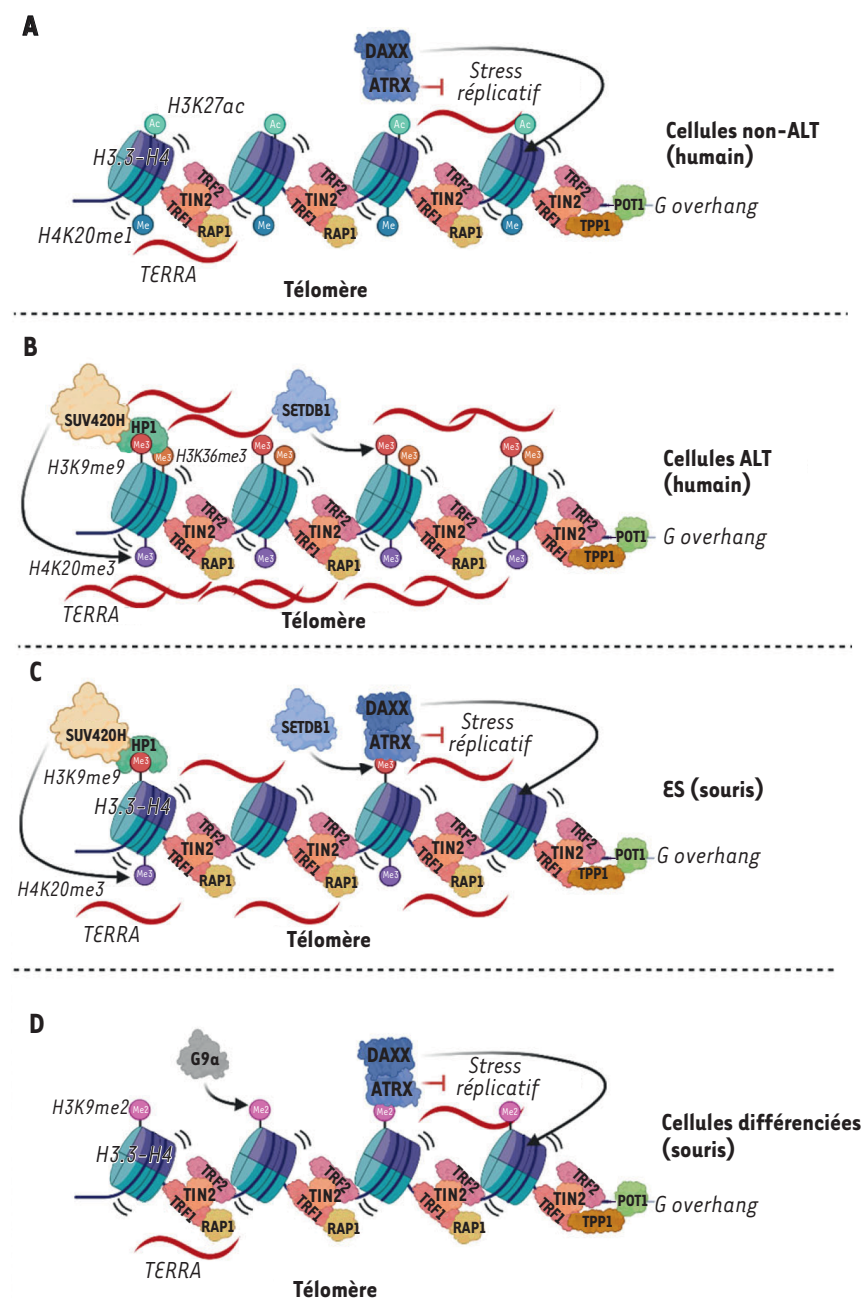 A
DAXX
ATRX
Stress
réplicatif
H3K27ac
Ac
Ac
Ac
Ac
H3.3-H4
Cellules non-ALT
(humain)
TRF2
TIN2
TRF1
RAP1
TRF2
TIN2
TRF1
RAP1
TRF2
TIN2
TRF1
RAP1
TRF2
TIN2
TRF1
TPP1
POT1
G overhang
H4K20me1
Me
Me
Me
Me
TERRA
Télomère
B
SUV420H
HP1
SETDB1
Me3
Me3
H3K36me3
Me3
Me3
Me3
Me3
Me3
Me3
H3K9me9
Cellules ALT
(humain)
TRF2
TIN2
TRF1
RAP1
TRF2
TIN2
TRF1
RAP1
TRF2
TIN2
TRF1
RAP1
TRF2
TIN2
TRF1
TPP1
POT1
G overhang
H4K20me3
Me3
Me3
Me3
Me3
TERRA
Télomère
C
SUV420H
HP1
SETDB1
DAXX
ATRX
Stress
réplicatif
Me3
Me3
H3K9me9
H3.3-H4
ES (souris)
TRF2
TIN2
TRF1
RAP1
TRF2
TIN2
TRF1
RAP1
TRF2
TIN2
TRF1
RAP1
TRF2
TIN2
TRF1
TPP1
POT1
G overhang
H4K20me3
Me3
Me3
TERRA
Télomère
D
G9α
DAXX
ATRX
Stress
réplicatif
H3K9me2
Me2
Me2
Me2
Me2
H3.3-H4
Cellules différenciées
(souris)
TRF2
TIN2
TRF1
RAP1
TRF2
TIN2
TRF1
RAP1
TRF2
TIN2
TRF1
RAP1
TRF2
TIN2
TRF1
TPP1
POT1
G overhang
TERRA
Télomère